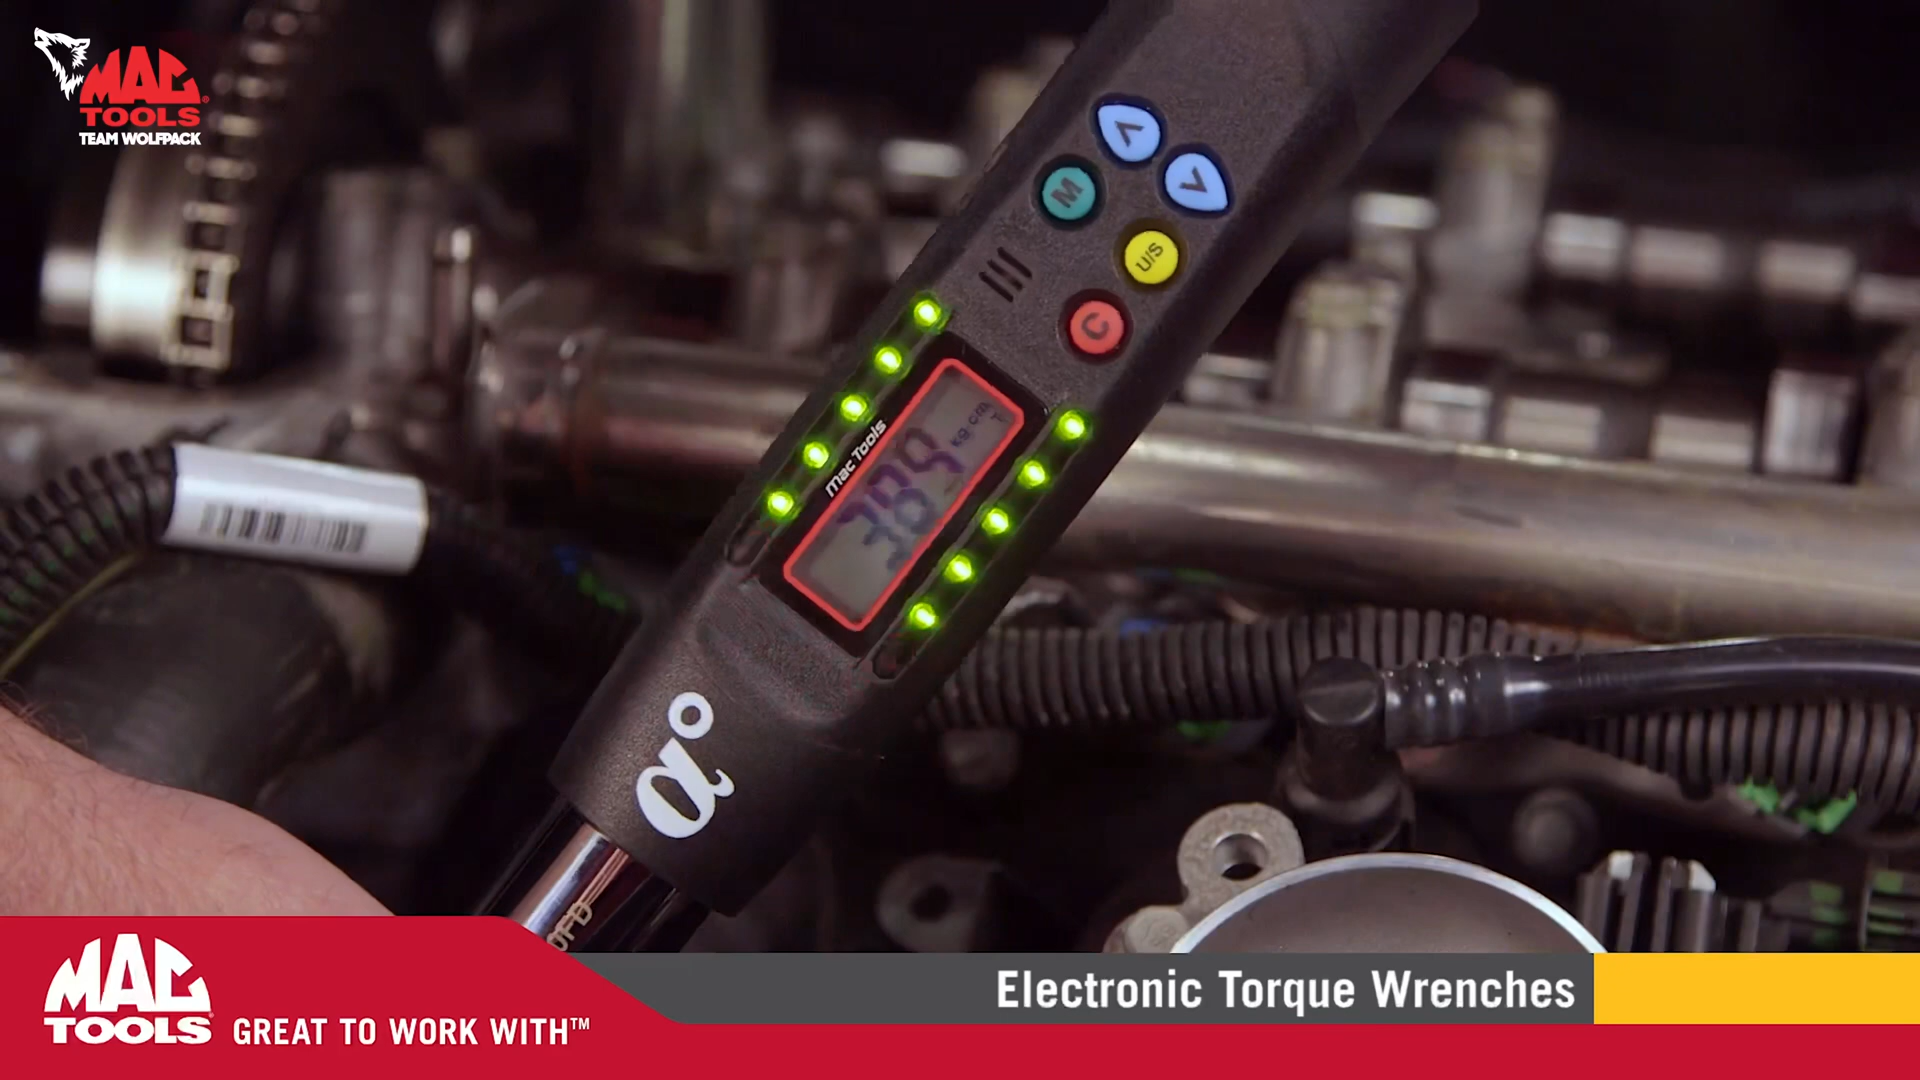 MAC
TOOLS®
TEAM WOLFPACK
M
U/S
C
Mac Tools
kg-cm
α°
MAC
TOOLS
GREAT TO WORK WITH™
Electronic Torque Wrenches